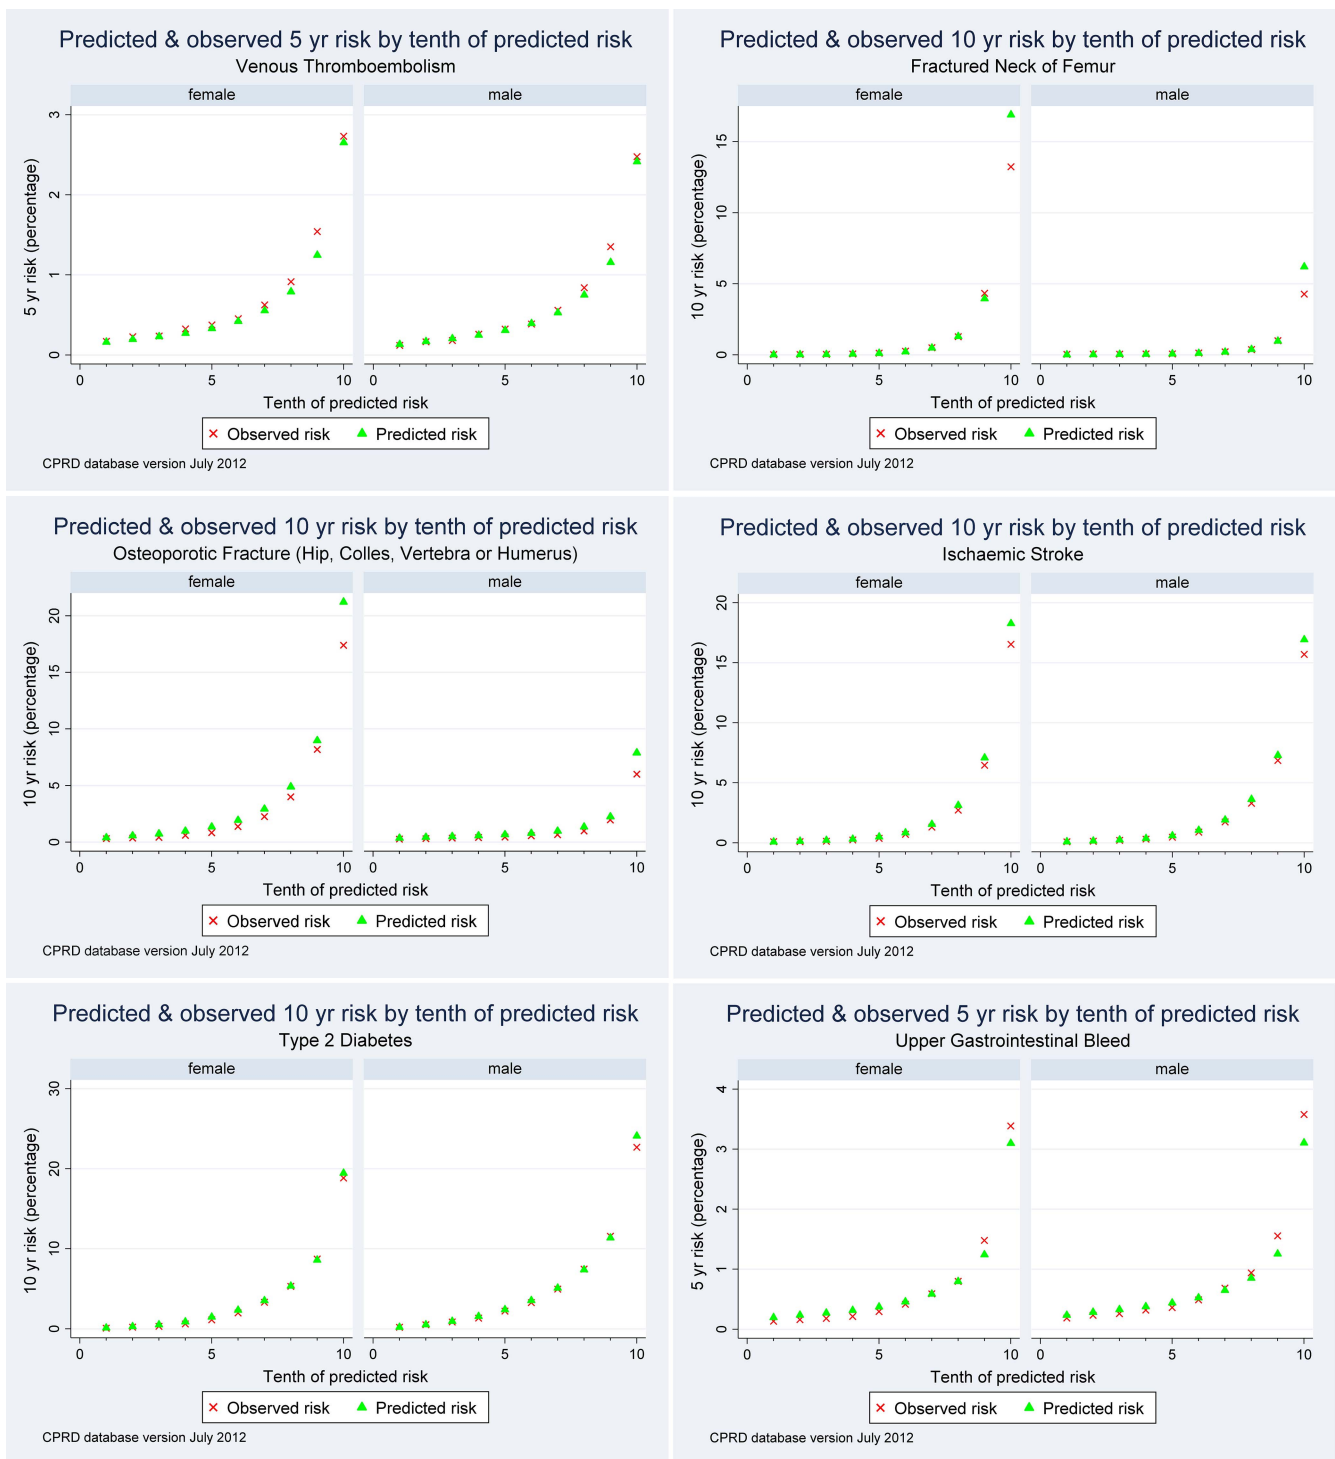 Predicted & observed 5 yr risk by tenth of predicted risk
Venous Thromboembolism
female
male
5 yr risk (percentage)
3
2
1
0
0 5 10
0 5 10
Tenth of predicted risk
Observed risk Predicted risk
CPRD database version July 2012
Predicted & observed 10 yr risk by tenth of predicted risk
Fractured Neck of Femur
female
male
10 yr risk (percentage)
15
10
5
0
0 5 10
0 5 10
Tenth of predicted risk
Observed risk Predicted risk
CPRD database version July 2012
Predicted & observed 10 yr risk by tenth of predicted risk
Osteoporotic Fracture (Hip, Colles, Vertebra or Humerus)
female
male
10 yr risk (percentage)
20
15
10
5
0
0 5 10
0 5 10
Tenth of predicted risk
Observed risk Predicted risk
CPRD database version July 2012
Predicted & observed 10 yr risk by tenth of predicted risk
Ischaemic Stroke
female
male
10 yr risk (percentage)
20
15
10
5
0
0 5 10
0 5 10
Tenth of predicted risk
Observed risk Predicted risk
CPRD database version July 2012
Predicted & observed 10 yr risk by tenth of predicted risk
Type 2 Diabetes
female
male
10 yr risk (percentage)
30
20
10
0
0 5 10
0 5 10
Tenth of predicted risk
Observed risk Predicted risk
CPRD database version July 2012
Predicted & observed 5 yr risk by tenth of predicted risk
Upper Gastrointestinal Bleed
female
male
5 yr risk (percentage)
4
3
2
1
0
0 5 10
0 5 10
Tenth of predicted risk
Observed risk Predicted risk
CPRD database version July 2012